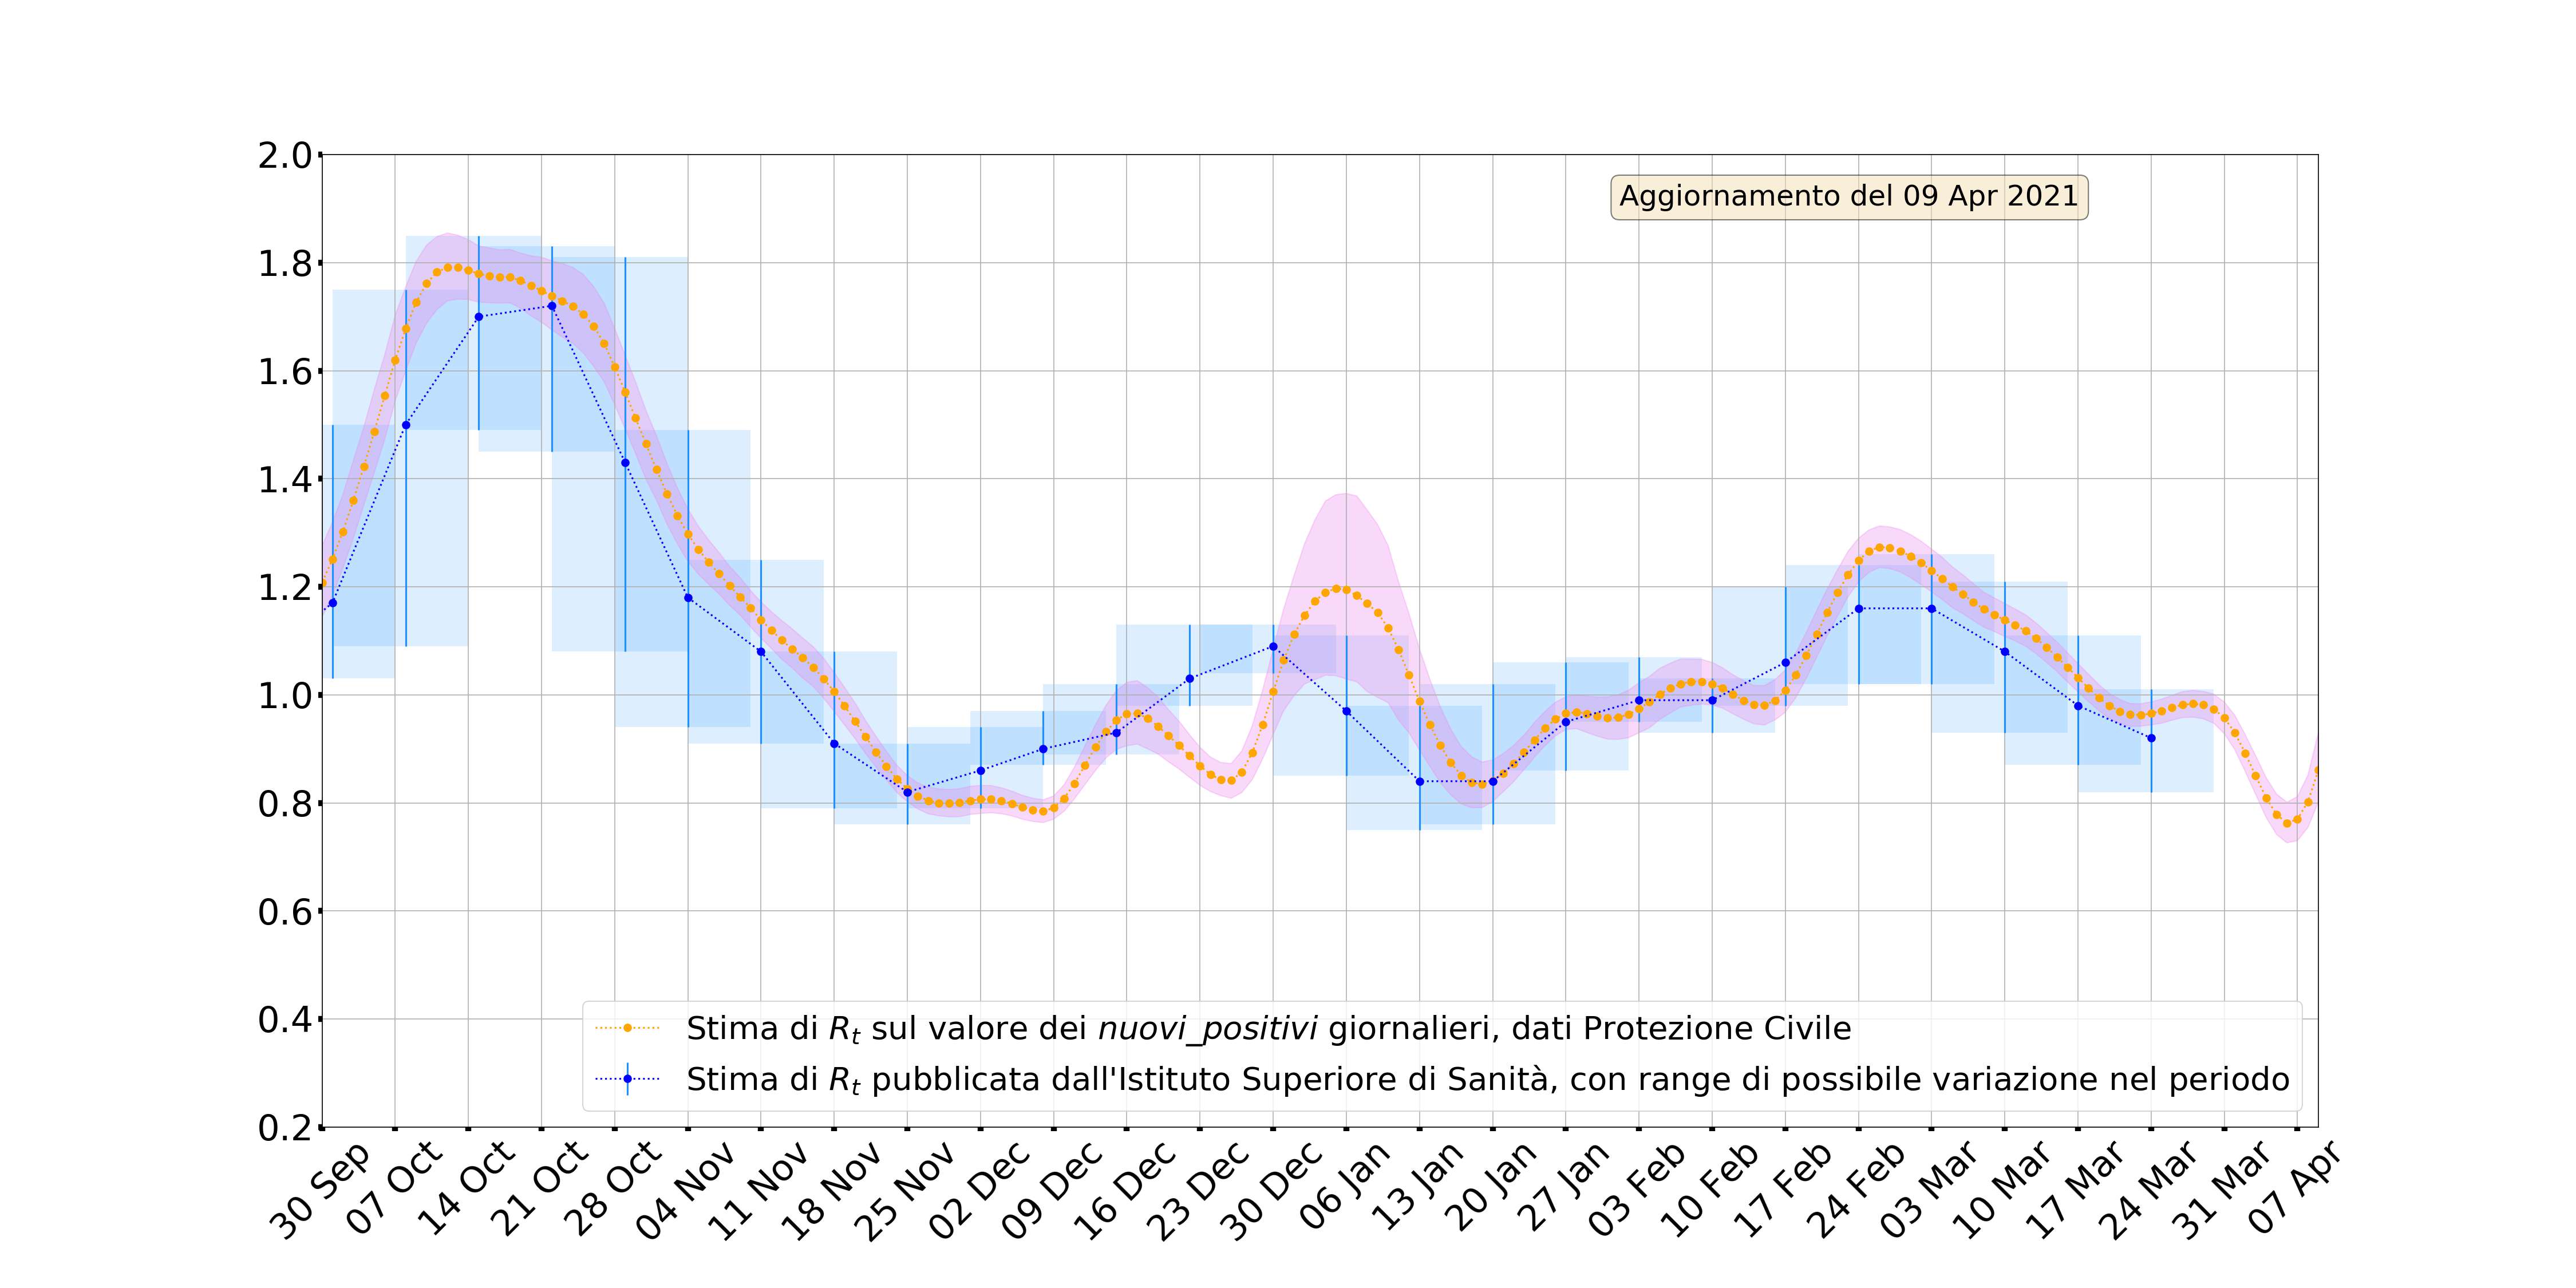 Aggiornamento del 09 Apr 2021
2.0
1.8
1.6
1.4
1.2
1.0
0.8
0.6
0.4
0.2
Stima di Rt sul valore dei nuovi_positivi giornalieri, dati Protezione Civile
Stima di Rt pubblicata dall'Istituto Superiore di Sanità, con range di possibile variazione nel periodo
30 Sep
07 Oct
14 Oct
21 Oct
28 Oct
04 Nov
11 Nov
18 Nov
25 Nov
02 Dec
09 Dec
16 Dec
23 Dec
30 Dec
06 Jan
13 Jan
20 Jan
27 Jan
03 Feb
10 Feb
17 Feb
24 Feb
03 Mar
10 Mar
17 Mar
24 Mar
31 Mar
07 Apr